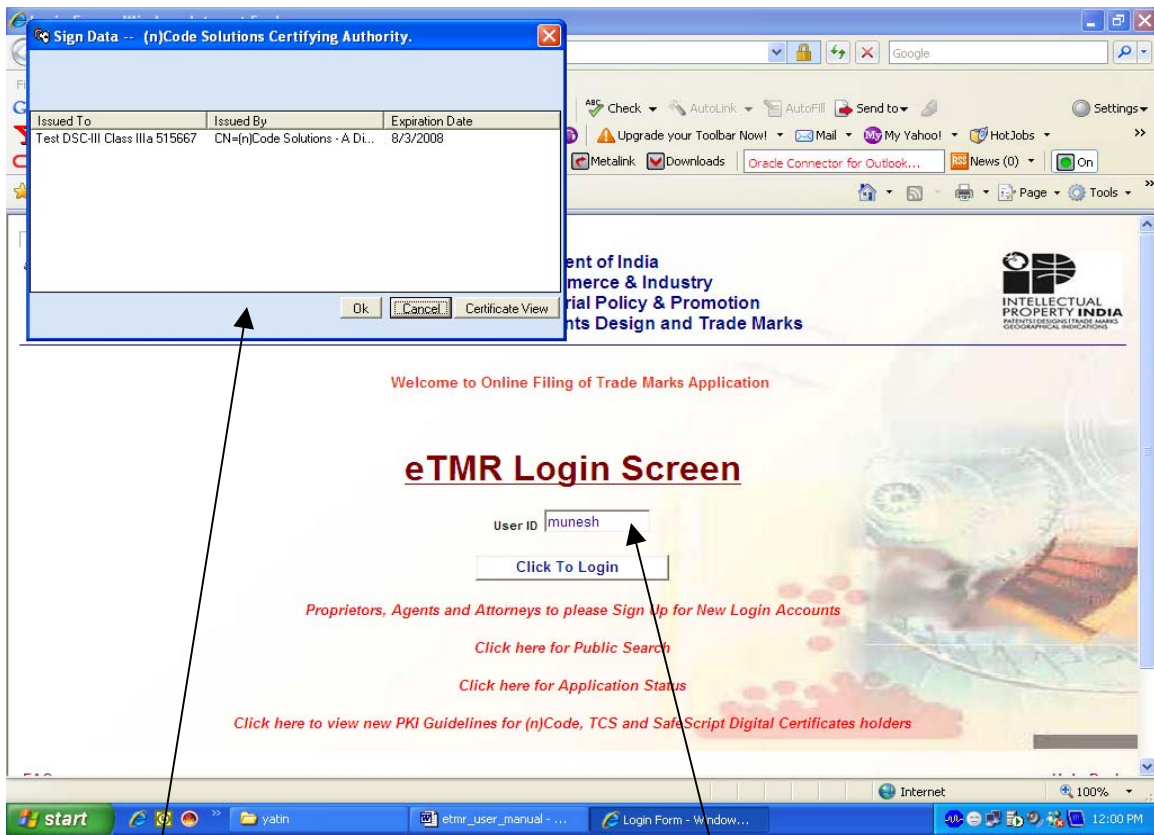 Sign Data -- (n)Code Solutions Certifying Authority.
Issued To Issued By Expiration Date
Test DSC-III Class IIIa 515667 CN=(n)Code Solutions - A Di... 8/3/2008
Ok Cancel Certificate View
Google
Check AutoLink AutoFill Send to Settings
Upgrade your Toolbar Now! Mail My Yahoo! HotJobs >>
Metalink Downloads Oracle Connector for Outlook... RSS News (0) On
Page Tools >>
ent of India
merce & Industry
rial Policy & Promotion
nts Design and Trade Marks
INTELLECTUAL
PROPERTY INDIA
PATENTS | DESIGNS | TRADE MARKS
GEOGRAPHICAL INDICATIONS
Welcome to Online Filing of Trade Marks Application
eTMR Login Screen
User ID munesh
Click To Login
Proprietors, Agents and Attorneys to please Sign Up for New Login Accounts
Click here for Public Search
Click here for Application Status
Click here to view new PKI Guidelines for (n)Code, TCS and SafeScript Digital Certificates holders
Internet 100%
start yatin etmr_user_manual - ... Login Form - Window... 12:00 PM